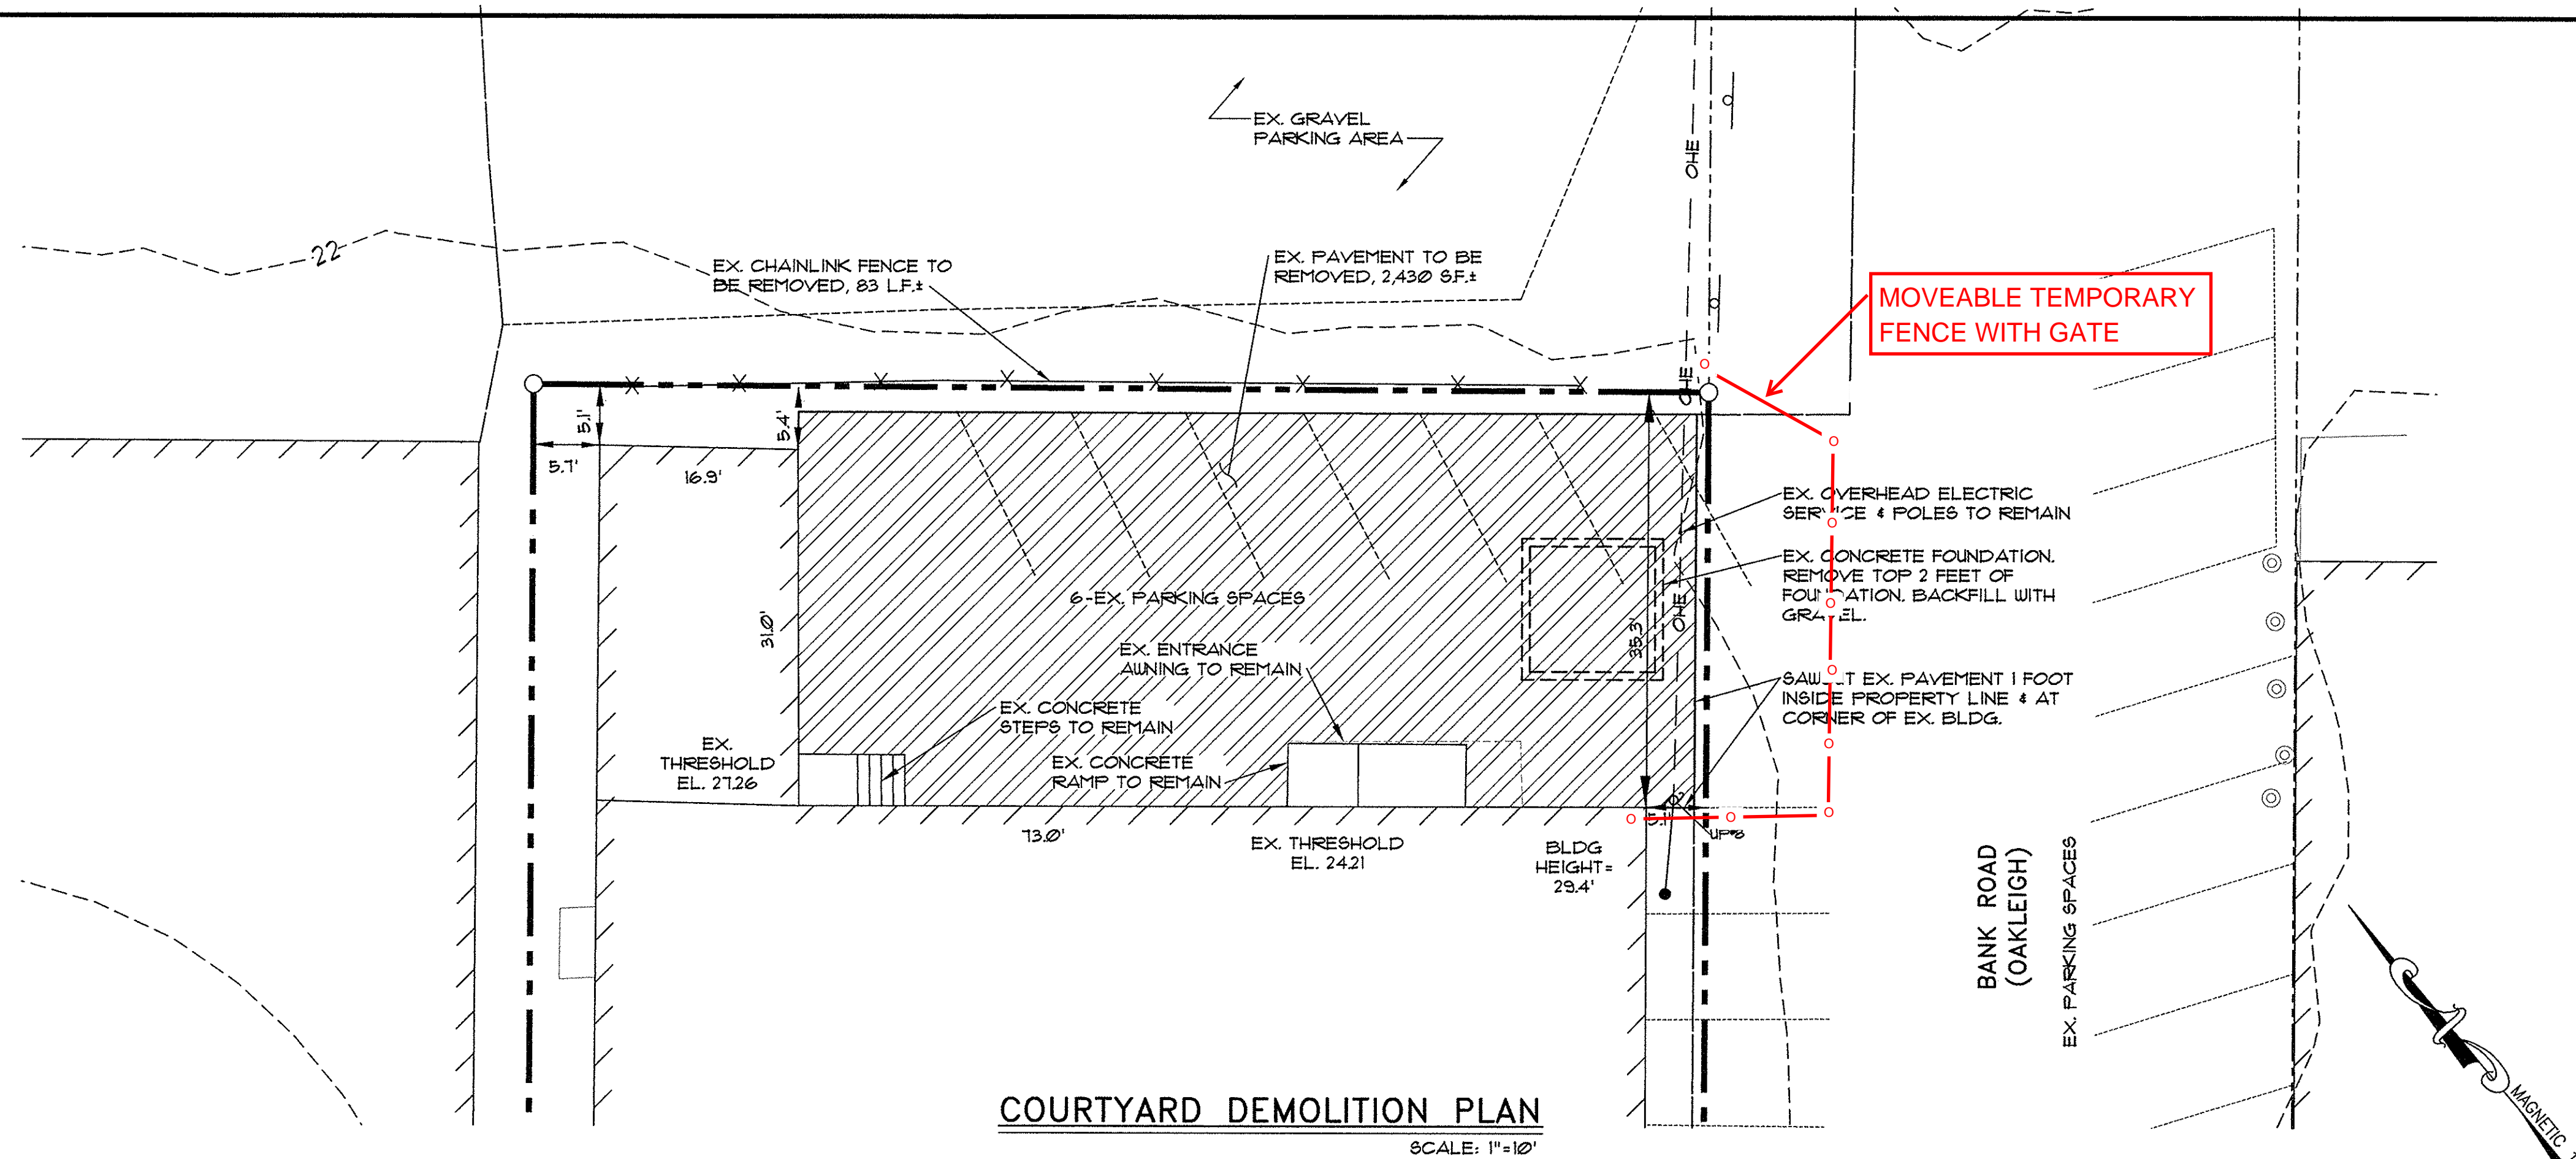 EX. GRAVEL
PARKING AREA
OHE
22
EX. CHAINLINK FENCE TO
BE REMOVED, 83 L.F.±
EX. PAVEMENT TO BE
REMOVED, 2,430 S.F.±
MOVEABLE TEMPORARY
FENCE WITH GATE
OHE
5.1'
5.4'
5.7'
16.9'
EX. OVERHEAD ELECTRIC
SERVICE & POLES TO REMAIN
EX. CONCRETE FOUNDATION.
REMOVE TOP 2 FEET OF
FOUNDATION. BACKFILL WITH
GRAVEL.
6-EX. PARKING SPACES
OHE
31.0'
35.3'
EX. ENTRANCE
AWNING TO REMAIN
SAWCUT EX. PAVEMENT 1 FOOT
INSIDE PROPERTY LINE & AT
CORNER OF EX. BLDG.
EX. CONCRETE
STEPS TO REMAIN
EX.
THRESHOLD
EL. 27.26
EX. CONCRETE
RAMP TO REMAIN
73.0'
EX. THRESHOLD
EL. 24.21
5.1'
UP#8
BLDG
HEIGHT=
29.4'
BANK ROAD
(OAKLEIGH)
EX. PARKING SPACES
COURTYARD DEMOLITION PLAN
SCALE: 1"=10'
MAGNETIC